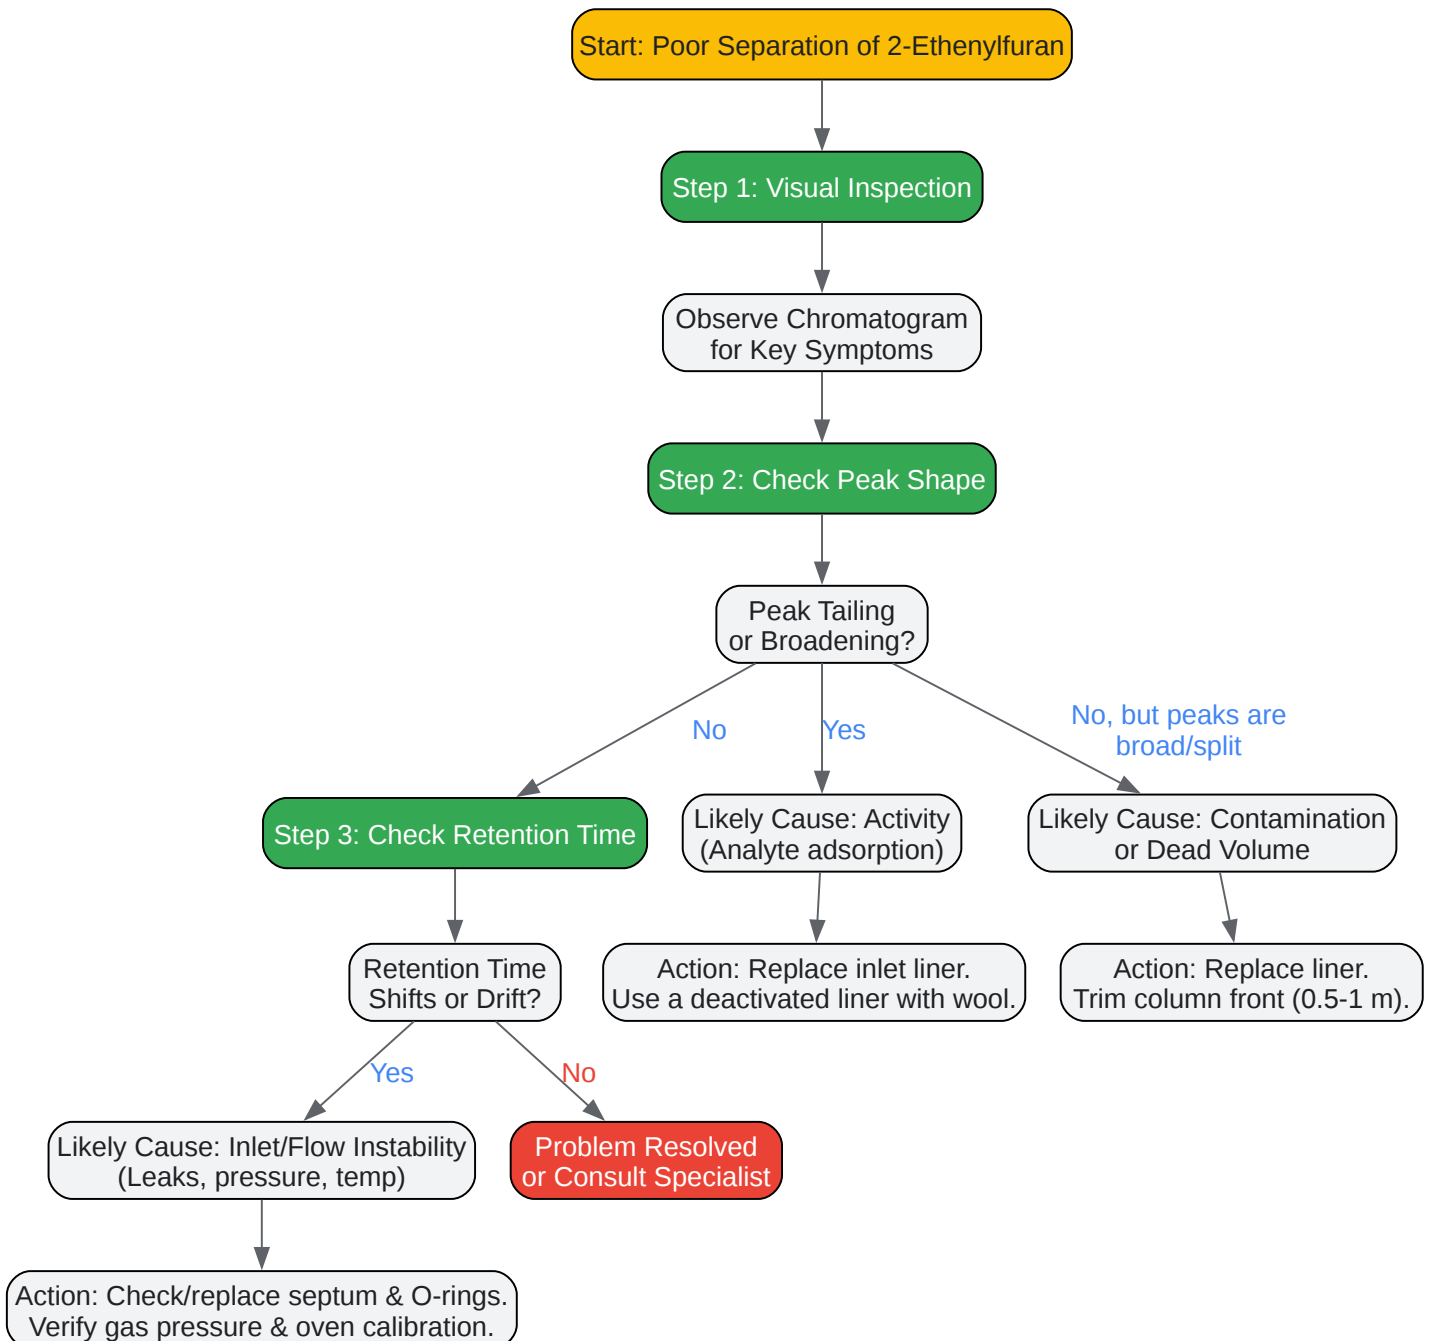 Start: Poor Separation of 2-Ethenylfuran
Step 1: Visual Inspection
Observe Chromatogram
for Key Symptoms
Step 2: Check Peak Shape
Peak Tailing
or Broadening?
No
Yes
No, but peaks are
broad/split
Step 3: Check Retention Time
Likely Cause: Activity
(Analyte adsorption)
Likely Cause: Contamination
or Dead Volume
Retention Time
Shifts or Drift?
Action: Replace inlet liner.
Use a deactivated liner with wool.
Action: Replace liner.
Trim column front (0.5-1 m).
Yes
No
Likely Cause: Inlet/Flow Instability
(Leaks, pressure, temp)
Problem Resolved
or Consult Specialist
Action: Check/replace septum & O-rings.
Verify gas pressure & oven calibration.